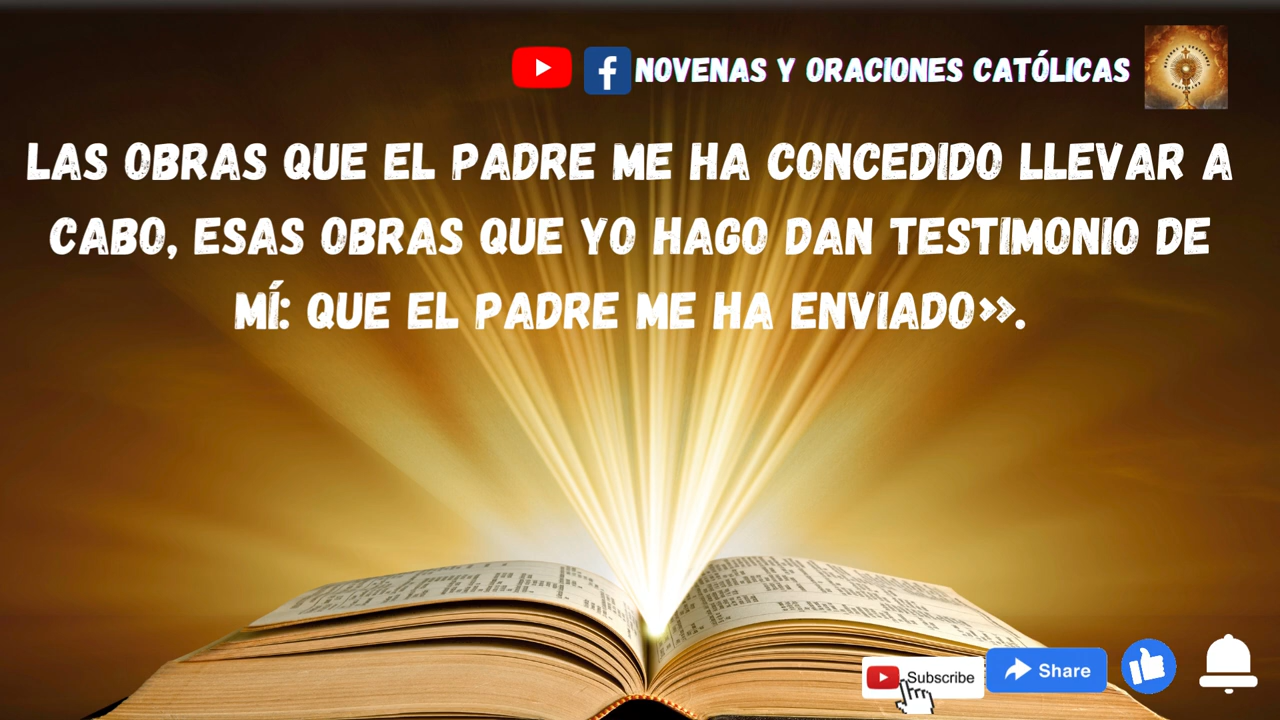 NOVENAS Y ORACIONES CATÓLICAS
LAS OBRAS QUE EL PADRE ME HA CONCEDIDO LLEVAR A
CABO, ESAS OBRAS QUE YO HAGO DAN TESTIMONIO DE
MÍ: QUE EL PADRE ME HA ENVIADO».
Subscribe
Share